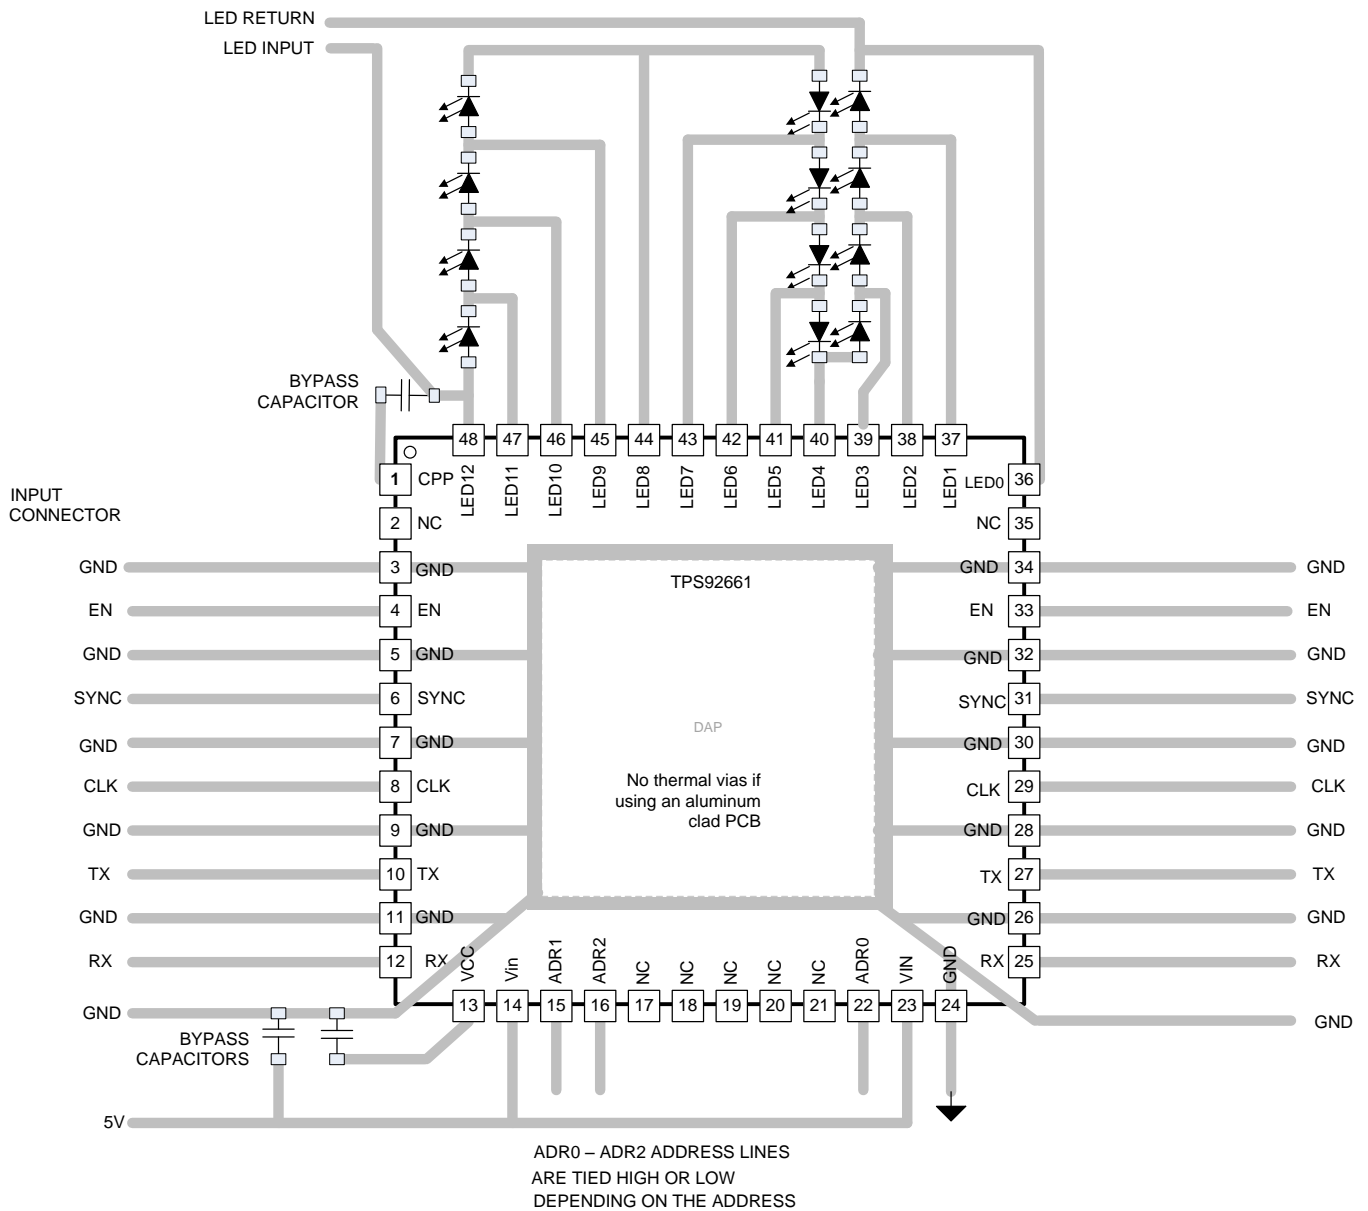 LED RETURN
LED INPUT
BYPASS
CAPACITOR
48 47 46 45 44 43 42 41 40 39 38 37
LED12 LED11 LED10 LED9 LED8 LED7 LED6 LED5 LED4 LED3 LED2 LED1
1 CPP LED0 36
INPUT
CONNECTOR
2 NC NC 35
GND 3 GND GND 34 GND
TPS92661
EN 4 EN EN 33 EN
GND 5 GND GND 32 GND
SYNC 6 SYNC SYNC 31 SYNC
DAP
GND 7 GND GND 30 GND
No thermal vias if
using an aluminum
clad PCB
CLK 8 CLK CLK 29 CLK
GND 9 GND GND 28 GND
TX 10 TX TX 27 TX
GND 11 GND GND 26 GND
RX 12 RX RX 25 RX
VCC Vin ADR1 ADR2 NC NC NC NC NC ADR0 VIN GND
13 14 15 16 17 18 19 20 21 22 23 24
GND
GND
BYPASS
CAPACITORS
5V
ADR0 – ADR2 ADDRESS LINES
ARE TIED HIGH OR LOW
DEPENDING ON THE ADDRESS